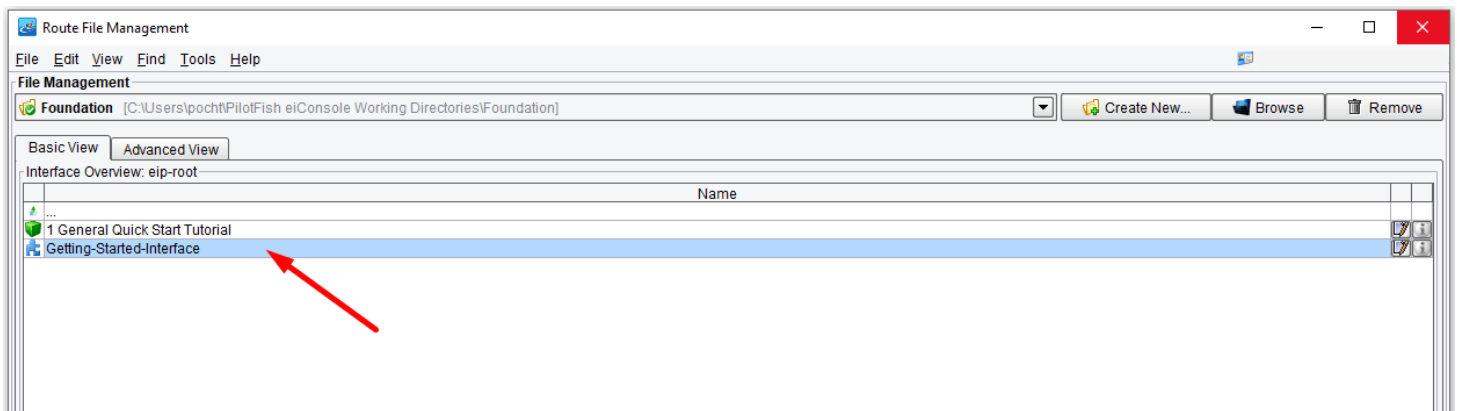 Route File Management
File Edit View Find Tools Help
File Management
Foundation [C:\Users\pocht\PilotFish eiConsole Working Directories\Foundation] Create New... Browse Remove
Basic View Advanced View
Interface Overview: eip-root
Name
...
1 General Quick Start Tutorial
Getting-Started-Interface